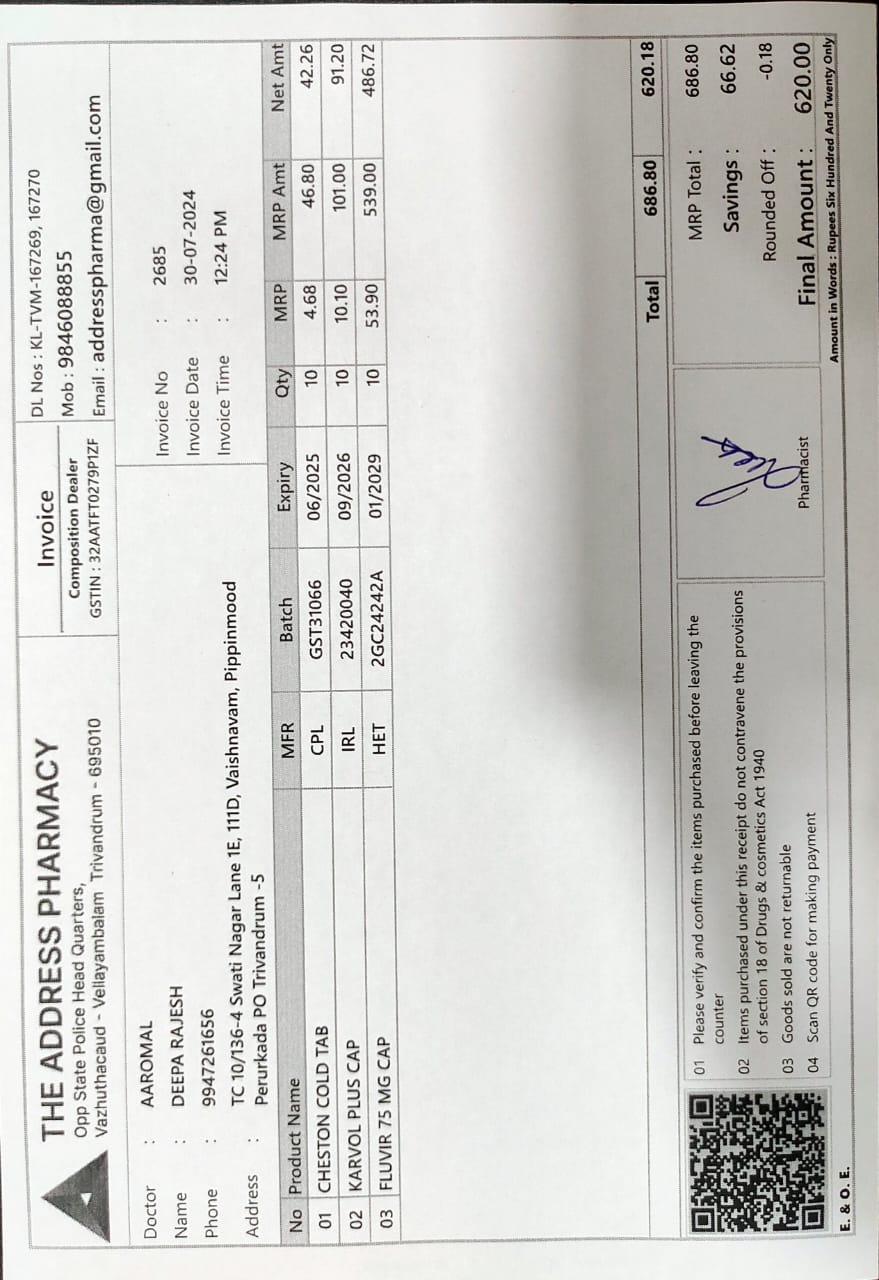 THE ADDRESS PHARMACY
Opp State Police Head Quarters,
Vazhuthacaud - Vellayambalam Trivandrum - 695010
Invoice
Composition Dealer
GSTIN : 32AATFT0279P1ZF
DL Nos : KL-TVM-167269, 167270
Mob : 9846088855
Email : addresspharma@gmail.com
Doctor : AAROMAL
Name : DEEPA RAJESH
Phone : 9947261656
Address : TC 10/136-4 Swati Nagar Lane 1E, 111D, Vaishnavam, Pippinmood
Perurkada PO Trivandrum -5
Invoice No : 2685
Invoice Date : 30-07-2024
Invoice Time : 12:24 PM
No Product Name MFR Batch Expiry Qty MRP MRP Amt Net Amt
01 CHESTON COLD TAB CPL GST31066 06/2025 10 4.68 46.80 42.26
02 KARVOL PLUS CAP IRL 23420040 09/2026 10 10.10 101.00 91.20
03 FLUVIR 75 MG CAP HET 2GC24242A 01/2029 10 53.90 539.00 486.72
Total 686.80 620.18
01 Please verify and confirm the items purchased before leaving the
counter
02 Items purchased under this receipt do not contravene the provisions
of section 18 of Drugs & cosmetics Act 1940
03 Goods sold are not returnable
04 Scan QR code for making payment
E. & O. E.
Pharmacist
MRP Total : 686.80
Savings : 66.62
Rounded Off : -0.18
Final Amount : 620.00
Amount in Words : Rupees Six Hundred And Twenty Only